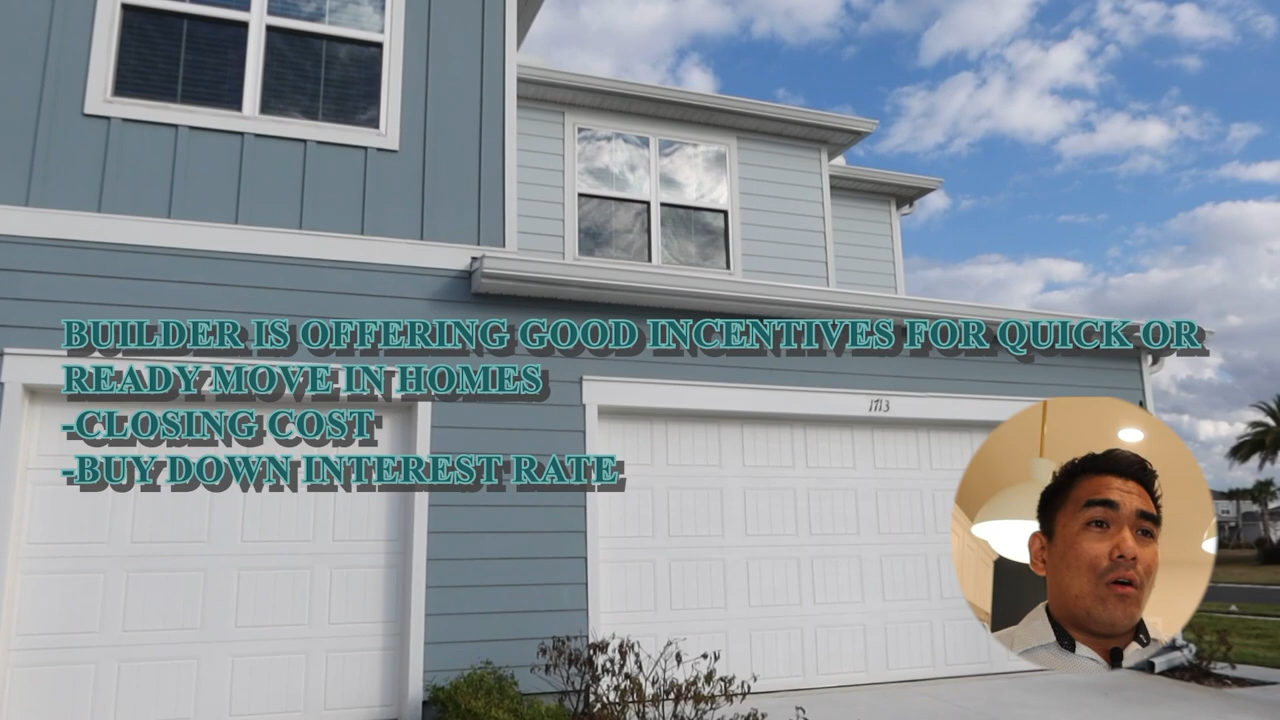 BUILDER IS OFFERING GOOD INCENTIVES FOR QUICK OR
READY MOVE IN HOMES
-CLOSING COST
-BUY DOWN INTEREST RATE
1713